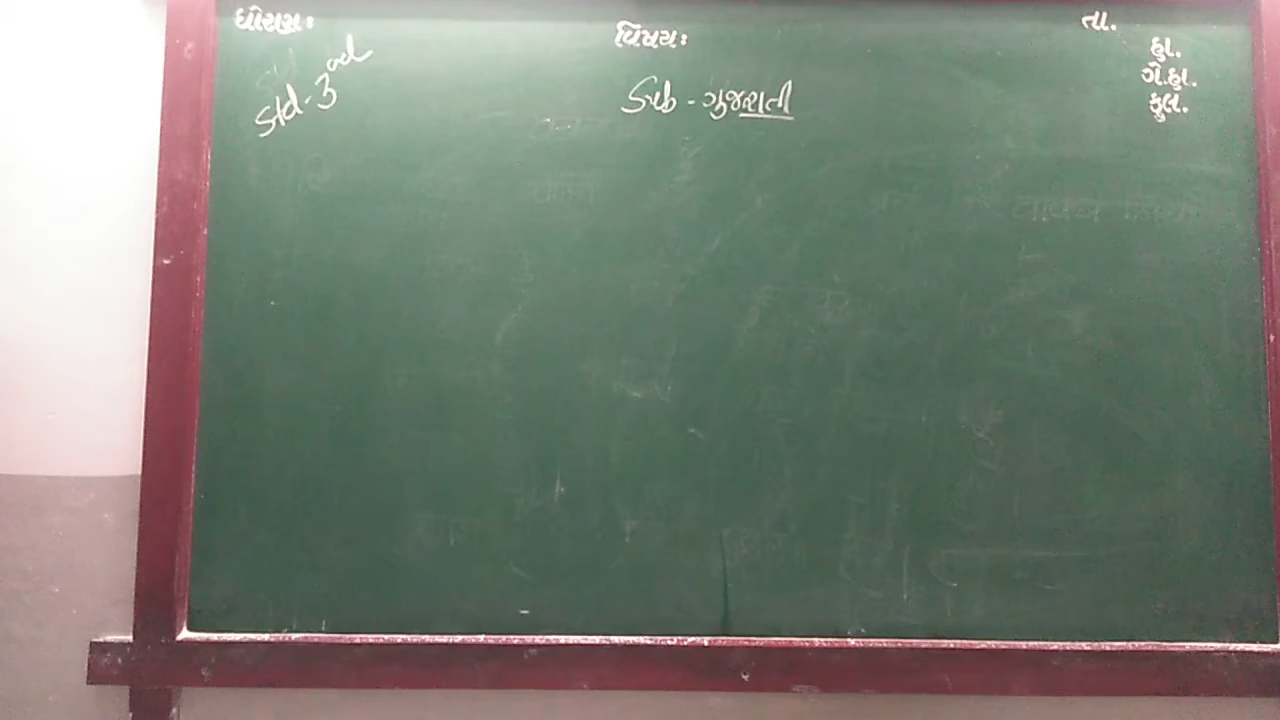 ધોરણ:
વિષય:
તા.
હા.
ગે.હા.
કુલ.
Std - 3rd
Sub - ગુજરાતી